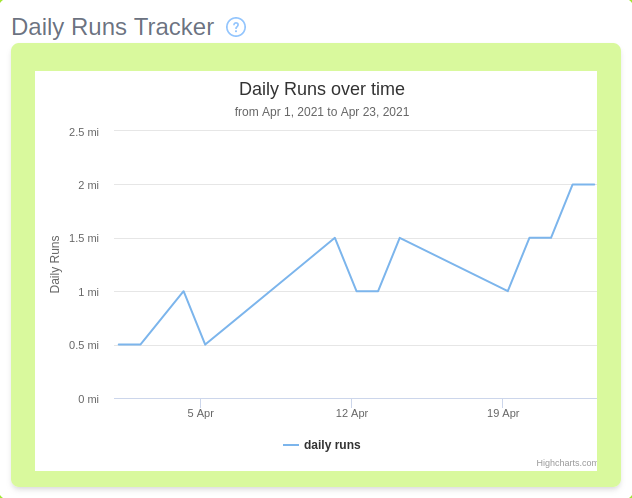 Daily Runs Tracker ?
Daily Runs over time
from Apr 1, 2021 to Apr 23, 2021
2.5 mi
2 mi
1.5 mi
1 mi
0.5 mi
0 mi
Daily Runs
5 Apr
12 Apr
19 Apr
daily runs
Highcharts.com